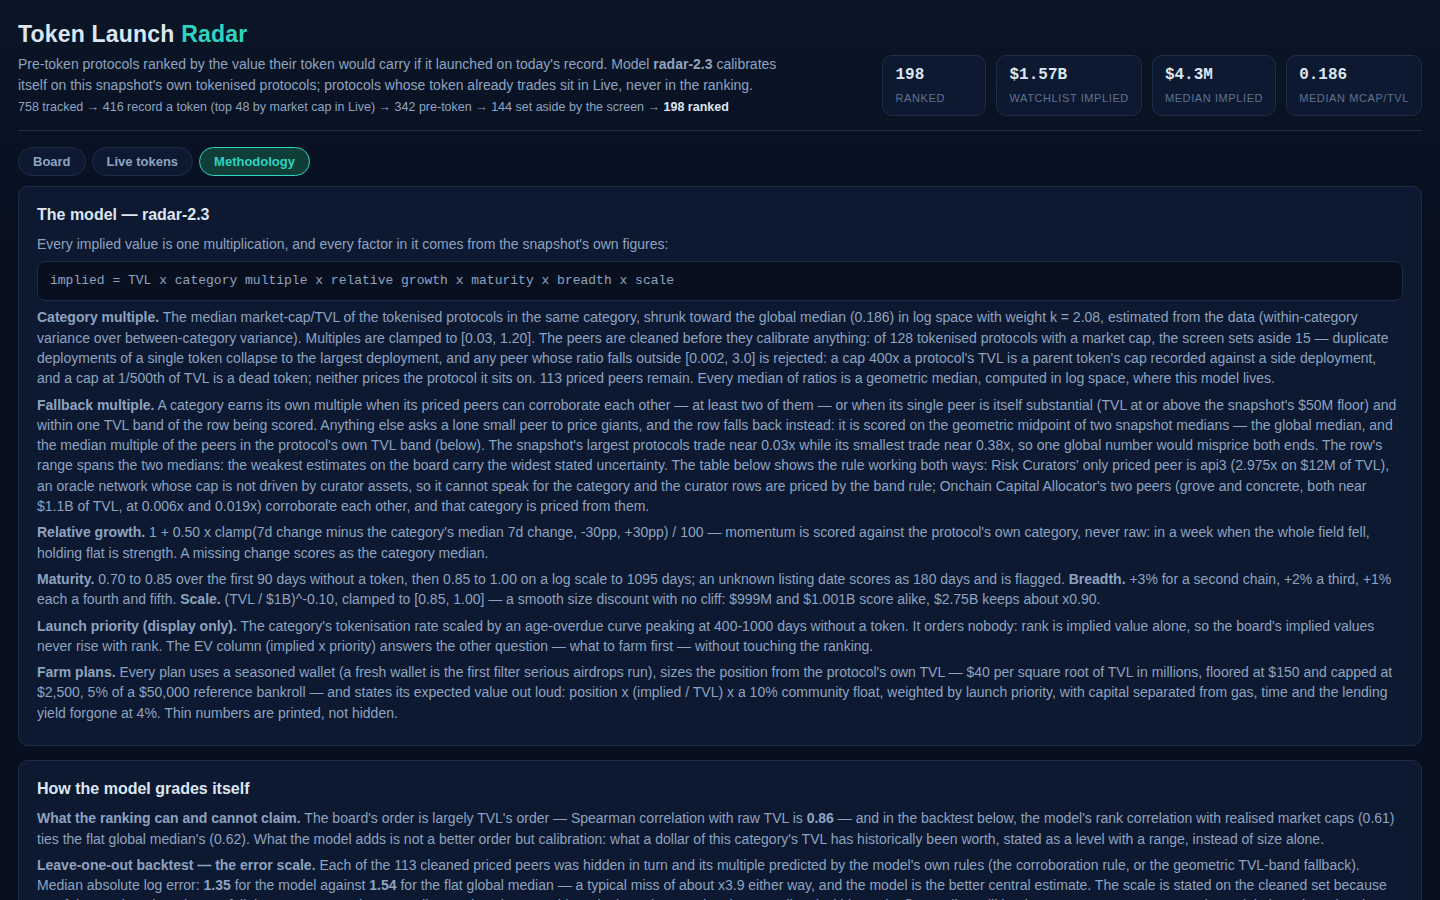 Token Launch Radar
Pre-token protocols ranked by the value their token would carry if it launched on today's record. Model radar-2.3 calibrates
itself on this snapshot's own tokenised protocols; protocols whose token already trades sit in Live, never in the ranking.
758 tracked → 416 record a token (top 48 by market cap in Live) → 342 pre-token → 144 set aside by the screen → 198 ranked
198
RANKED
$1.57B
WATCHLIST IMPLIED
$4.3M
MEDIAN IMPLIED
0.186
MEDIAN MCAP/TVL
Board
Live tokens
Methodology
The model — radar-2.3
Every implied value is one multiplication, and every factor in it comes from the snapshot's own figures:
implied = TVL x category multiple x relative growth x maturity x breadth x scale
Category multiple. The median market-cap/TVL of the tokenised protocols in the same category, shrunk toward the global median (0.186) in log space with weight k = 2.08, estimated from the data (within-category
variance over between-category variance). Multiples are clamped to [0.03, 1.20]. The peers are cleaned before they calibrate anything: of 128 tokenised protocols with a market cap, the screen sets aside 15 — duplicate
deployments of a single token collapse to the largest deployment, and any peer whose ratio falls outside [0.002, 3.0] is rejected: a cap 400x a protocol's TVL is a parent token's cap recorded against a side deployment,
and a cap at 1/500th of TVL is a dead token; neither prices the protocol it sits on. 113 priced peers remain. Every median of ratios is a geometric median, computed in log space, where this model lives.
Fallback multiple. A category earns its own multiple when its priced peers can corroborate each other — at least two of them — or when its single peer is itself substantial (TVL at or above the snapshot's $50M floor) and
within one TVL band of the row being scored. Anything else asks a lone small peer to price giants, and the row falls back instead: it is scored on the geometric midpoint of two snapshot medians — the global median, and
the median multiple of the peers in the protocol's own TVL band (below). The snapshot's largest protocols trade near 0.03x while its smallest trade near 0.38x, so one global number would misprice both ends. The row's
range spans the two medians: the weakest estimates on the board carry the widest stated uncertainty. The table below shows the rule working both ways: Risk Curators' only priced peer is api3 (2.975x on $12M of TVL),
an oracle network whose cap is not driven by curator assets, so it cannot speak for the category and the curator rows are priced by the band rule; Onchain Capital Allocator's two peers (grove and concrete, both near
$1.1B of TVL, at 0.006x and 0.019x) corroborate each other, and that category is priced from them.
Relative growth. 1 + 0.50 x clamp(7d change minus the category's median 7d change, -30pp, +30pp) / 100 — momentum is scored against the protocol's own category, never raw: in a week when the whole field fell,
holding flat is strength. A missing change scores as the category median.
Maturity. 0.70 to 0.85 over the first 90 days without a token, then 0.85 to 1.00 on a log scale to 1095 days; an unknown listing date scores as 180 days and is flagged. Breadth. +3% for a second chain, +2% a third, +1%
each a fourth and fifth. Scale. (TVL / $1B)^-0.10, clamped to [0.85, 1.00] — a smooth size discount with no cliff: $999M and $1.001B score alike, $2.75B keeps about x0.90.
Launch priority (display only). The category's tokenisation rate scaled by an age-overdue curve peaking at 400-1000 days without a token. It orders nobody: rank is implied value alone, so the board's implied values
never rise with rank. The EV column (implied x priority) answers the other question — what to farm first — without touching the ranking.
Farm plans. Every plan uses a seasoned wallet (a fresh wallet is the first filter serious airdrops run), sizes the position from the protocol's own TVL — $40 per square root of TVL in millions, floored at $150 and capped at
$2,500, 5% of a $50,000 reference bankroll — and states its expected value out loud: position x (implied / TVL) x a 10% community float, weighted by launch priority, with capital separated from gas, time and the lending
yield forgone at 4%. Thin numbers are printed, not hidden.
How the model grades itself
What the ranking can and cannot claim. The board's order is largely TVL's order — Spearman correlation with raw TVL is 0.86 — and in the backtest below, the model's rank correlation with realised market caps (0.61)
ties the flat global median's (0.62). What the model adds is not a better order but calibration: what a dollar of this category's TVL has historically been worth, stated as a level with a range, instead of size alone.
Leave-one-out backtest — the error scale. Each of the 113 cleaned priced peers was hidden in turn and its multiple predicted by the model's own rules (the corroboration rule, or the geometric TVL-band fallback).
Median absolute log error: 1.35 for the model against 1.54 for the flat global median — a typical miss of about x3.9 either way, and the model is the better central estimate. The scale is stated on the cleaned set because